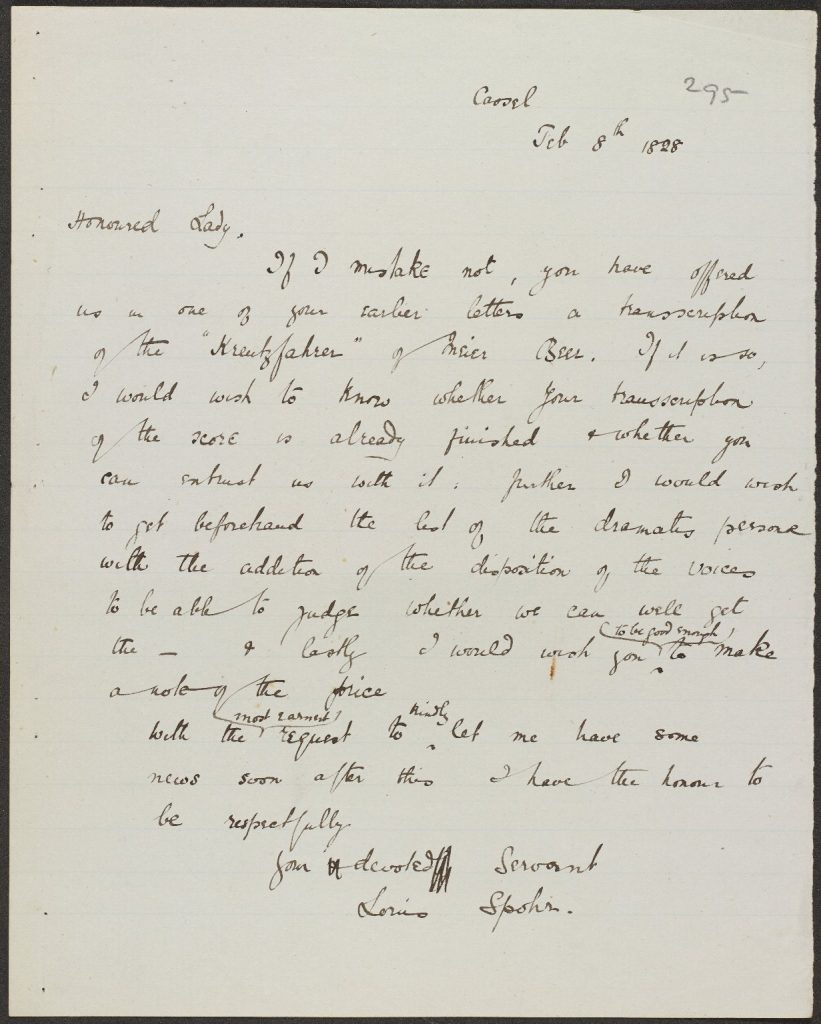 295
Cassel
Feb 8th 1828
Honoured Lady.
If I mistake not, you have offered
us in one of your earlier letters a transscription
of the "Kreutzfahrer" of Meier Beer. If it is so,
I would wish to know whether your transscription
of the score is already finished & whether you
can entrust us with it. further I would wish
to get beforehand the list of the dramatis persone
with the addition of the disposition of the voices
to be able to judge whether we can well get
(to be good enough)
the — & lastly I would wish you to make
a note of the price
(most earnest) kindly
with the request to let me have some
news soon after this I have the honour to
be respectfully
your devoted Servant
Louis Spohr.